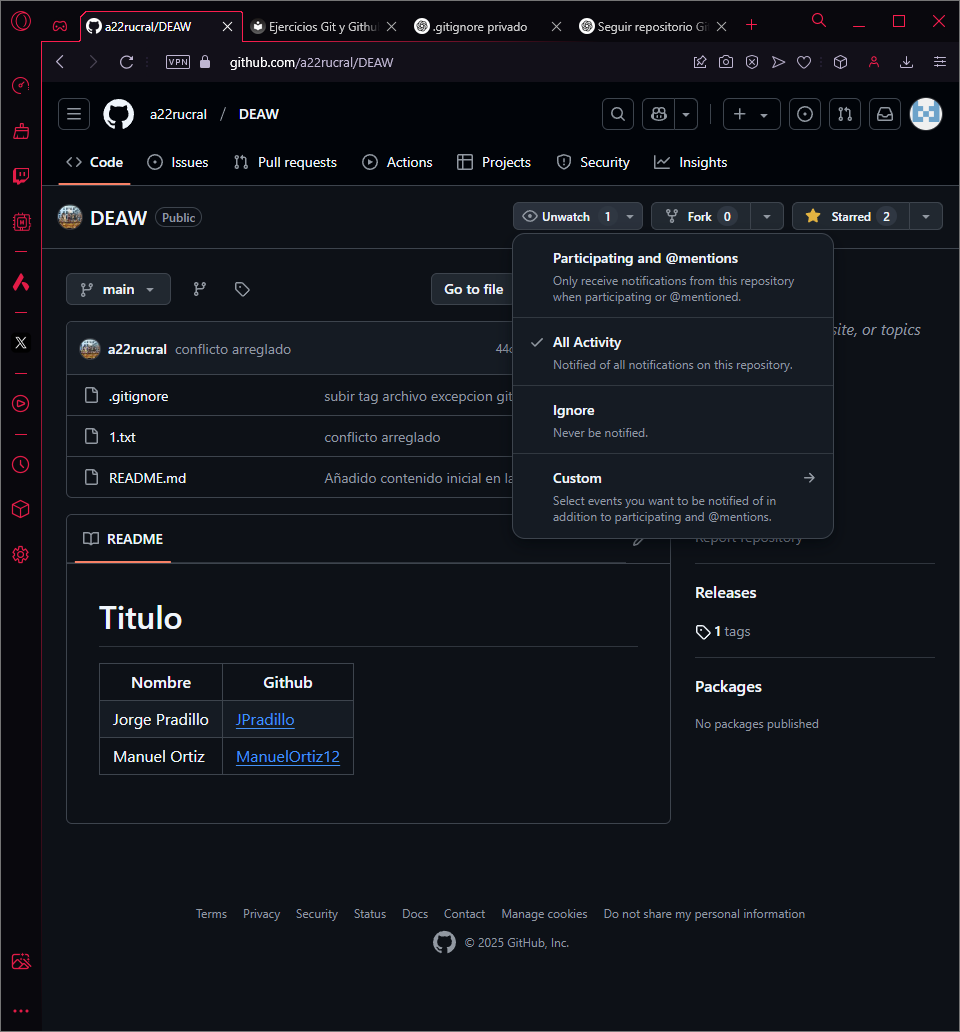 a22rucral/DEAW
Ejercicios Git y Githu
.gitignore privado
Seguir repositorio Gi
VPN
github.com/a22rucral/DEAW
a22rucral / DEAW
Code
Issues
Pull requests
Actions
Projects
Security
Insights
DEAW
Public
Unwatch 1
Fork 0
Starred 2
Participating and @mentions
Only receive notifications from this repository
when participating or @mentioned.
All Activity
Notified of all notifications on this repository.
Ignore
Never be notified.
Custom
Select events you want to be notified of in
addition to participating and @mentions.
main
Go to file
site, or topics
a22rucral conflicto arreglado
44c
.gitignore
subir tag archivo excepcion git
1.txt
conflicto arreglado
README.md
Añadido contenido inicial en la
README
Report repository
Releases
1 tags
Packages
No packages published
Titulo
Nombre Github
Jorge Pradillo JPradillo
Manuel Ortiz ManuelOrtiz12
Terms Privacy Security Status Docs Contact Manage cookies Do not share my personal information
© 2025 GitHub, Inc.